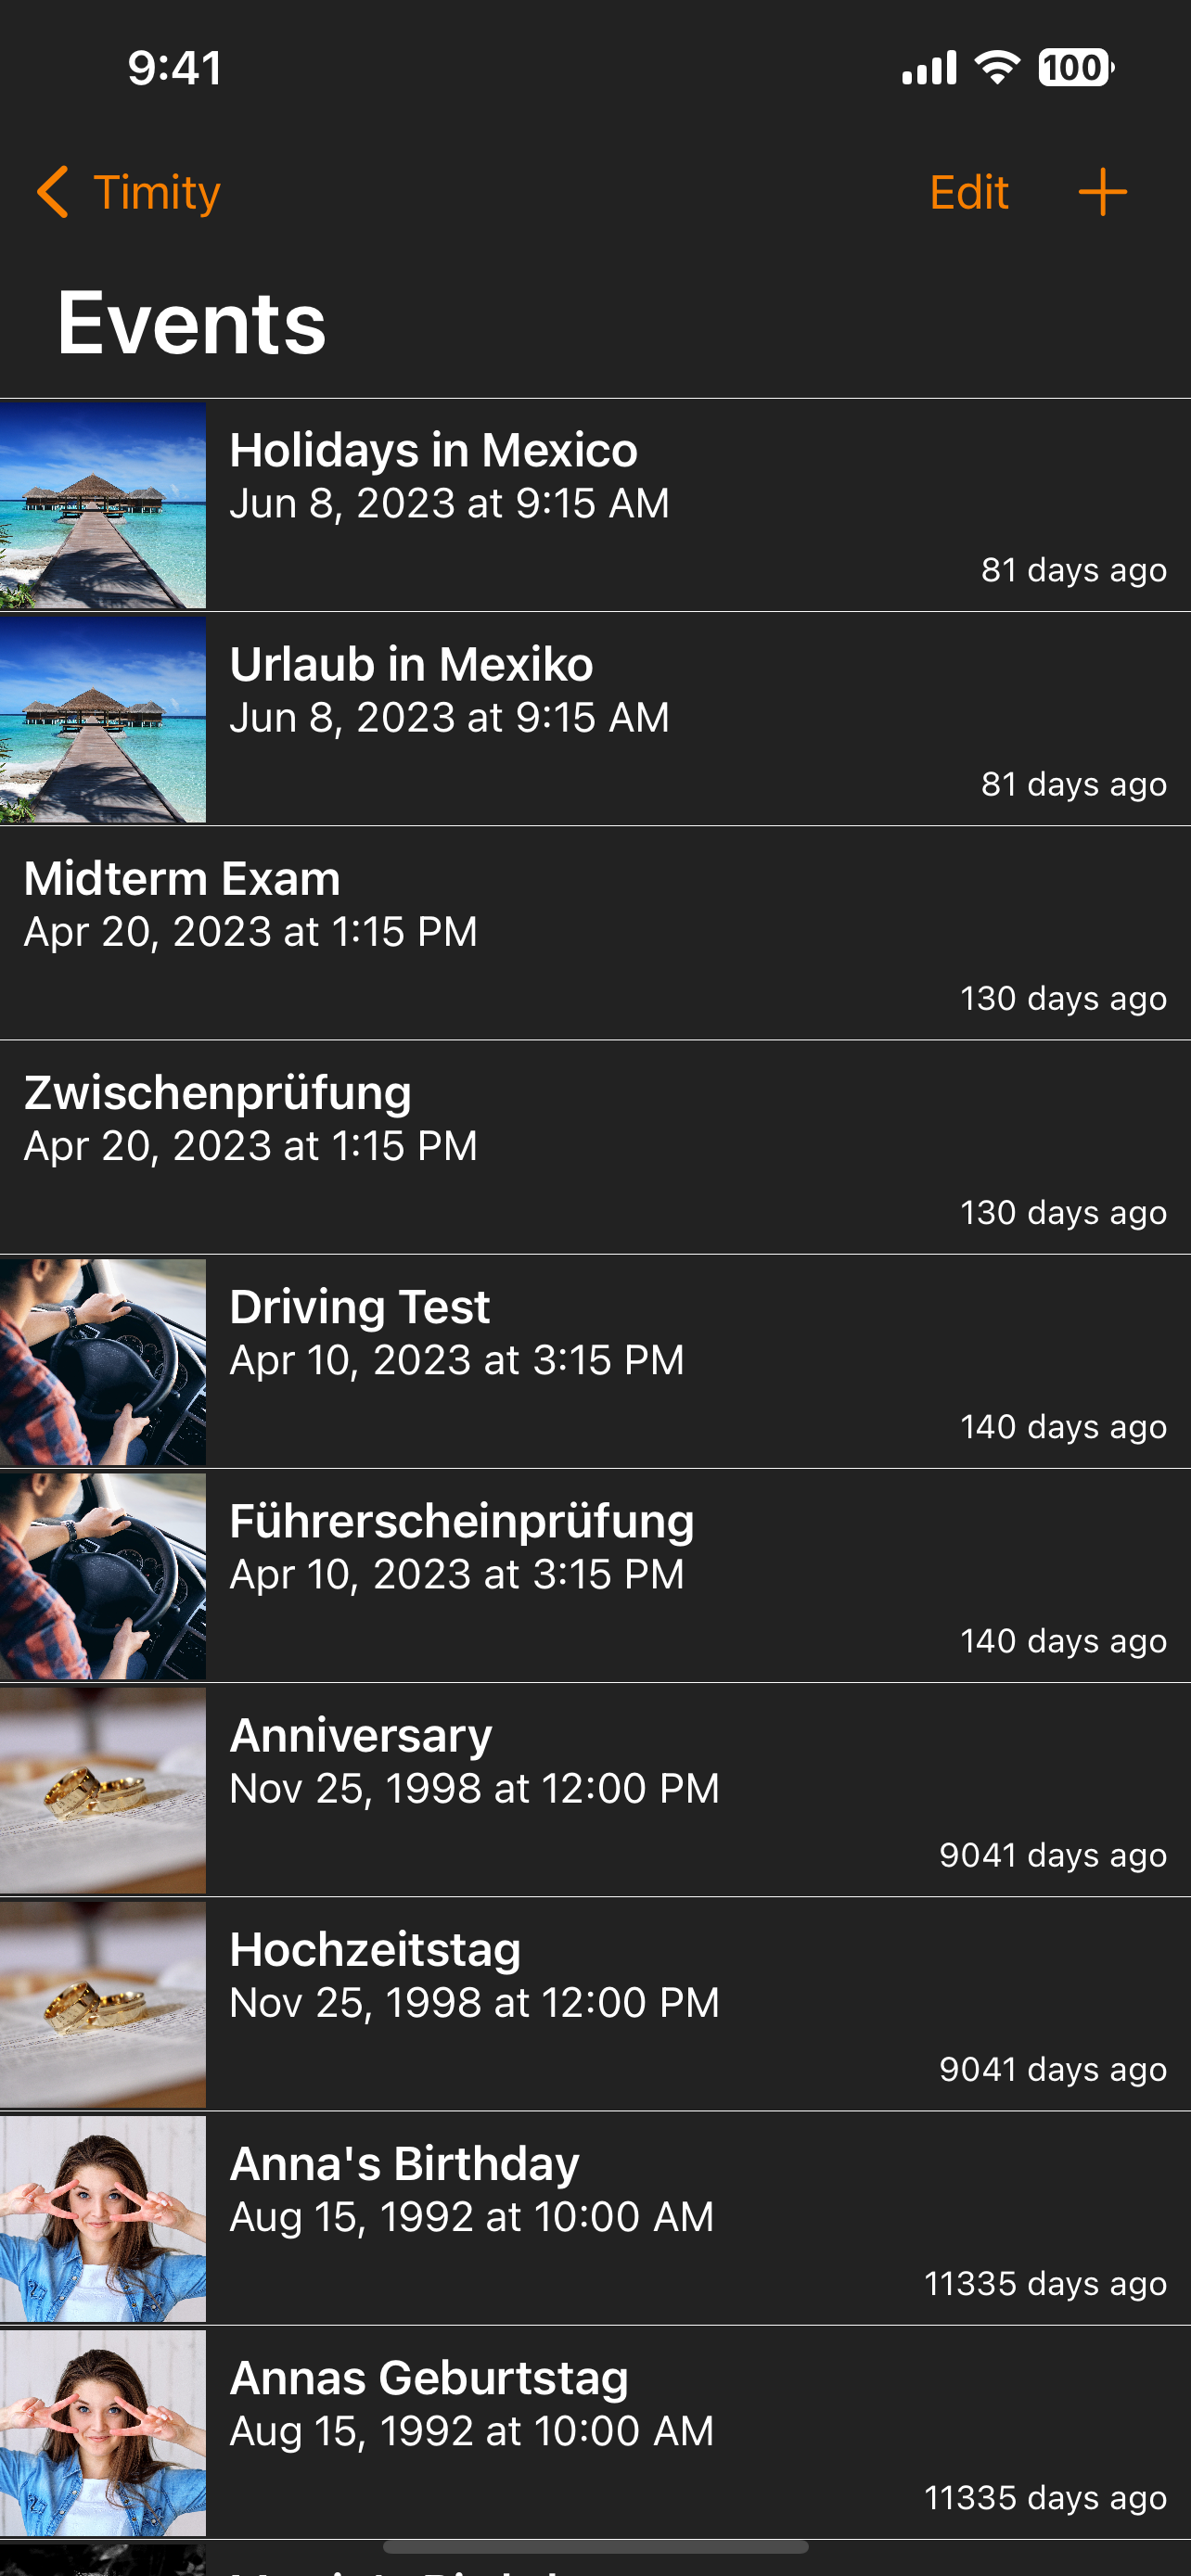 9:41
100
Timity
Edit
Events
Holidays in Mexico
Jun 8, 2023 at 9:15 AM
81 days ago
Urlaub in Mexiko
Jun 8, 2023 at 9:15 AM
81 days ago
Midterm Exam
Apr 20, 2023 at 1:15 PM
130 days ago
Zwischenprüfung
Apr 20, 2023 at 1:15 PM
130 days ago
Driving Test
Apr 10, 2023 at 3:15 PM
140 days ago
Führerscheinprüfung
Apr 10, 2023 at 3:15 PM
140 days ago
Anniversary
Nov 25, 1998 at 12:00 PM
9041 days ago
Hochzeitstag
Nov 25, 1998 at 12:00 PM
9041 days ago
Anna's Birthday
Aug 15, 1992 at 10:00 AM
11335 days ago
Annas Geburtstag
Aug 15, 1992 at 10:00 AM
11335 days ago